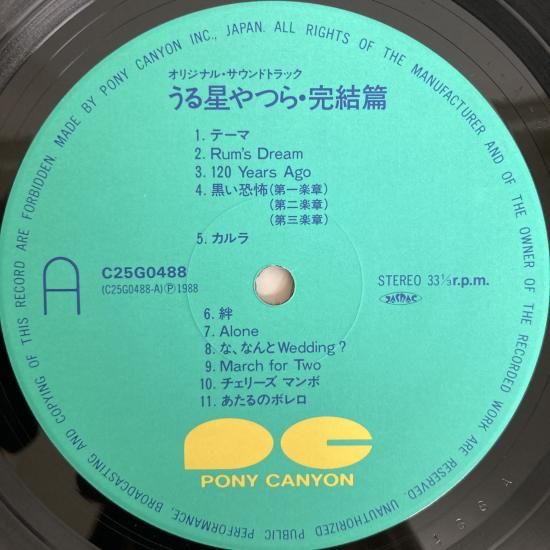 MADE BY PONY CANYON INC., JAPAN. ALL RIGHTS OF THE MANUFACTURER AND OF THE OWNER OF THE RECORDED WORK ARE RESERVED. UNAUTHORIZED PUBLIC PERFORMANCE, BROADCASTING AND COPYING OF THIS RECORD ARE FORBIDDEN.
オリジナル・サウンドトラック
うる星やつら・完結篇
1. テーマ
2. Rum's Dream
3. 120 Years Ago
4. 黒い恐怖(第一楽章)
(第二楽章)
(第三楽章)
5. カルラ
A
C25G0488
(C25G0488-A)Ⓟ1988
STEREO 33⅓r.p.m.
6. 絆
7. Alone
8. な、なんとWedding?
9. March for Two
10. チェリーズ マンボ
11. あたるのボレロ
PONY CANYON